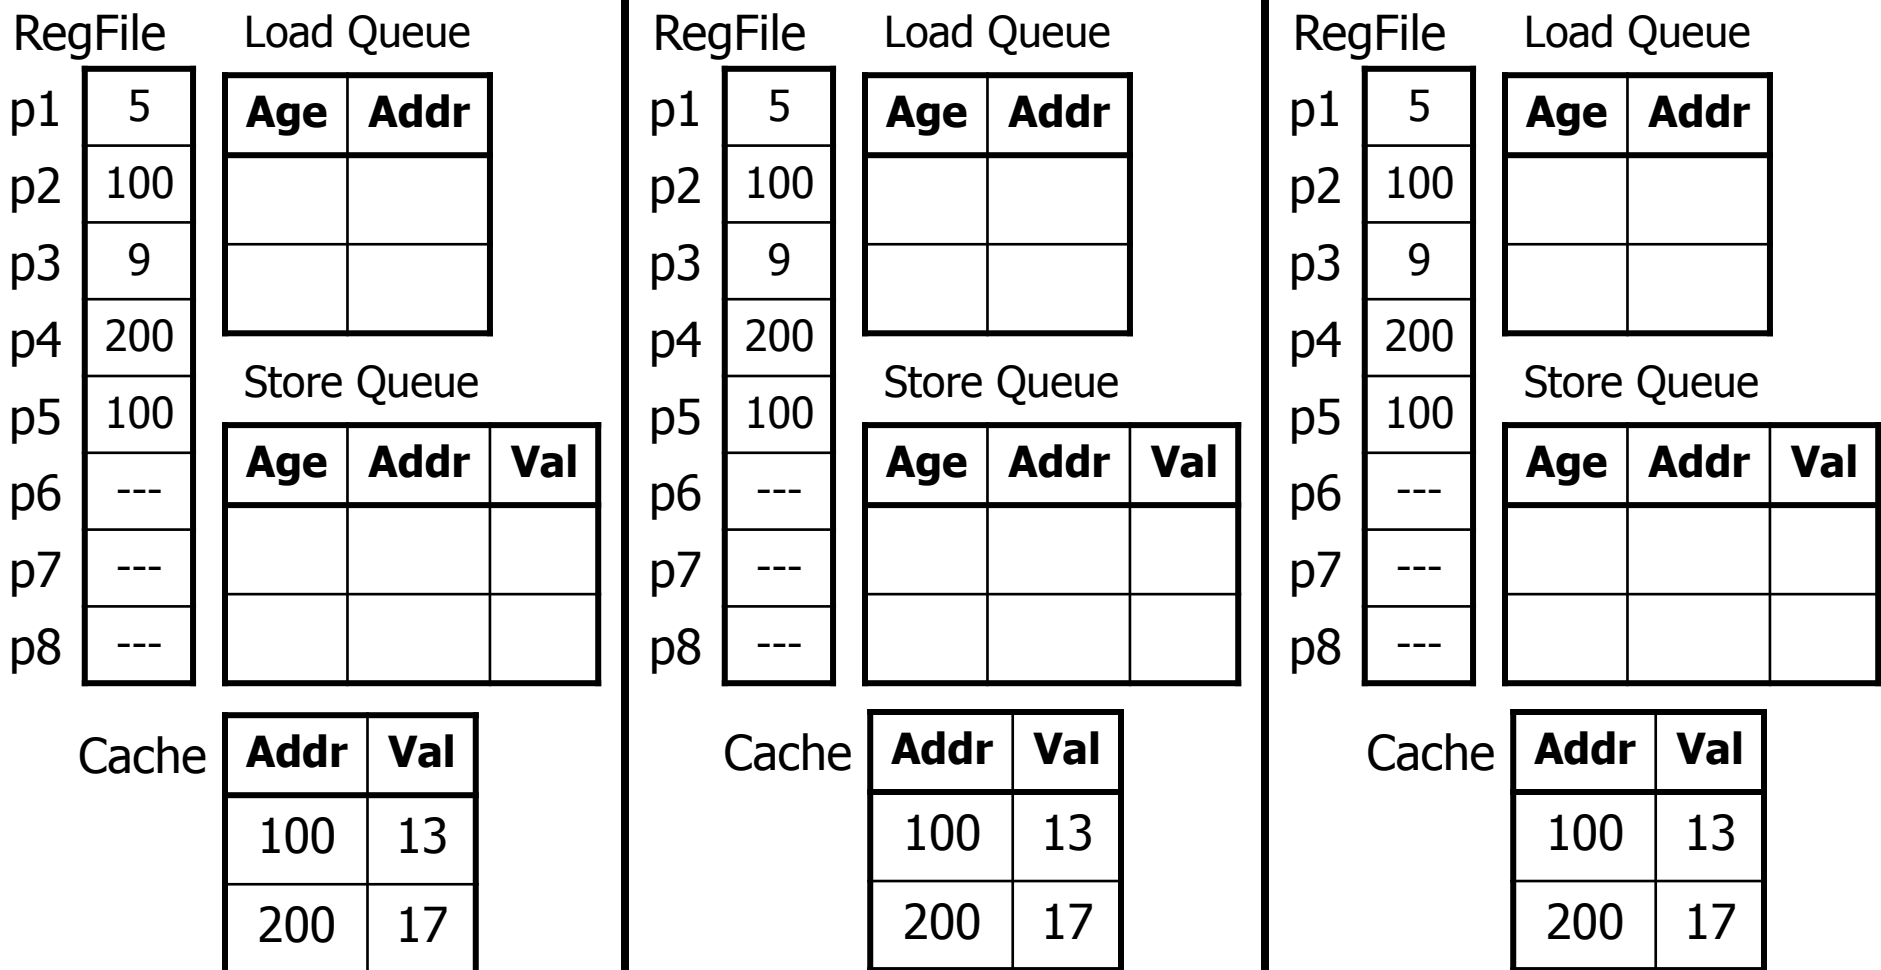 RegFile Load Queue
p1 5 Age Addr
p2 100
p3 9
p4 200
Store Queue
p5 100
Age Addr Val
p6 ---
p7 ---
p8 ---
Cache Addr Val
100 13
200 17
RegFile Load Queue
p1 5 Age Addr
p2 100
p3 9
p4 200
Store Queue
p5 100
Age Addr Val
p6 ---
p7 ---
p8 ---
Cache Addr Val
100 13
200 17
RegFile Load Queue
p1 5 Age Addr
p2 100
p3 9
p4 200
Store Queue
p5 100
Age Addr Val
p6 ---
p7 ---
p8 ---
Cache Addr Val
100 13
200 17